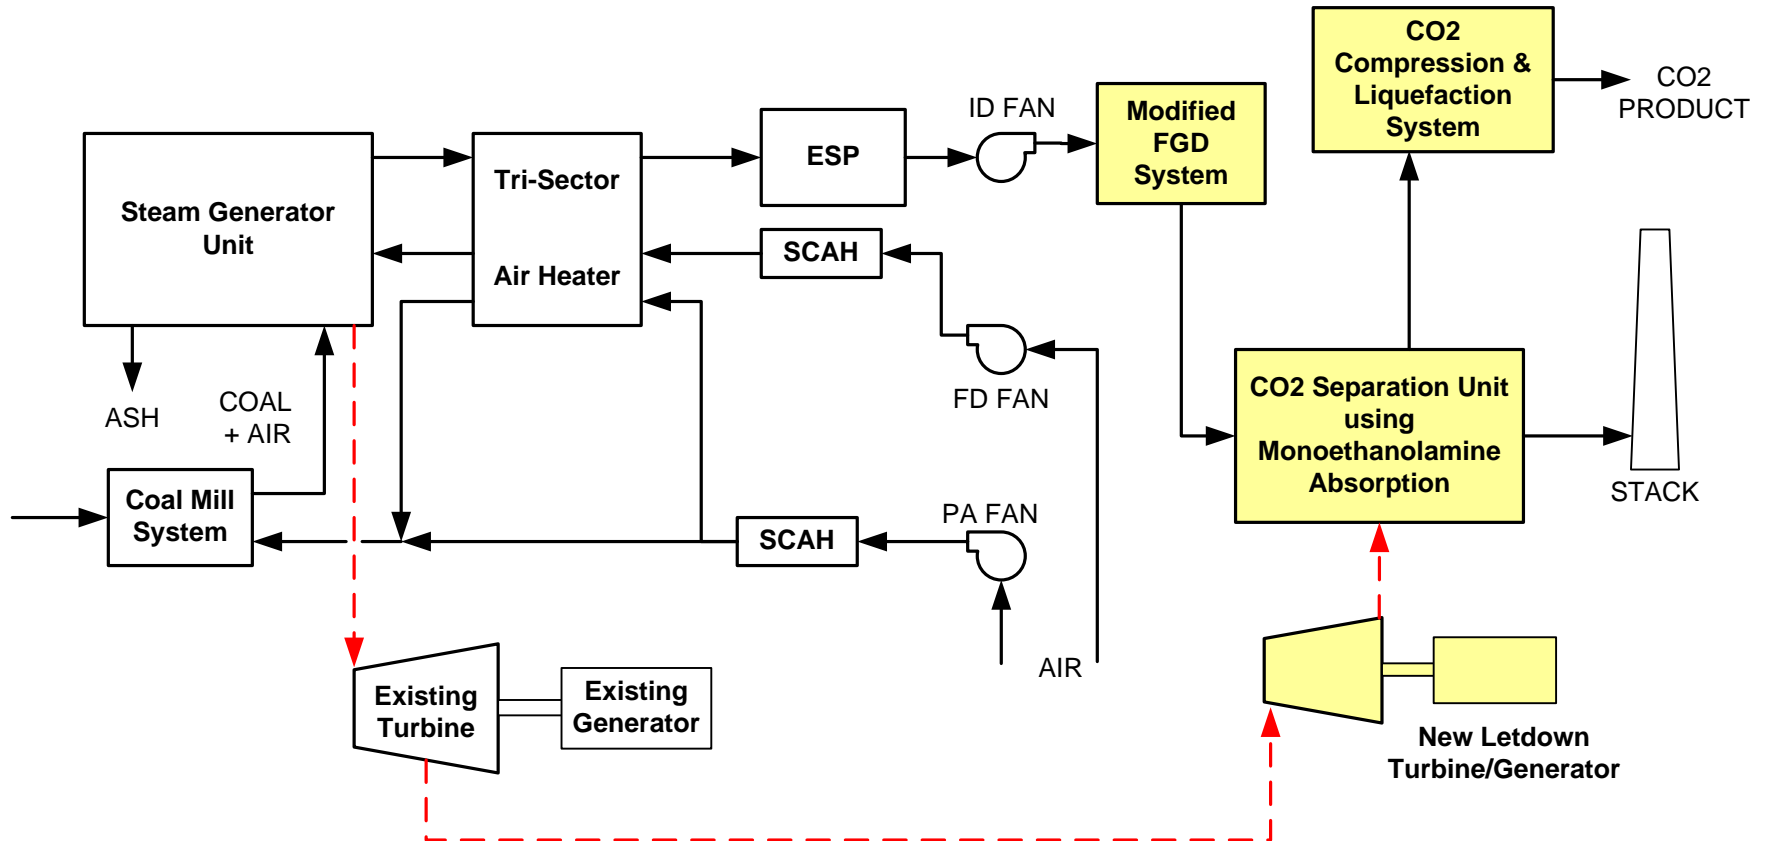 CO2
Compression &
Liquefaction
System
CO2
PRODUCT
ID FAN
Modified
FGD
System
ESP
Tri-Sector
Air Heater
Steam Generator
Unit
SCAH
FD FAN
ASH
COAL
+ AIR
CO2 Separation Unit
using
Monoethanolamine
Absorption
STACK
Coal Mill
System
PA FAN
SCAH
AIR
Existing
Turbine
Existing
Generator
New Letdown
Turbine/Generator